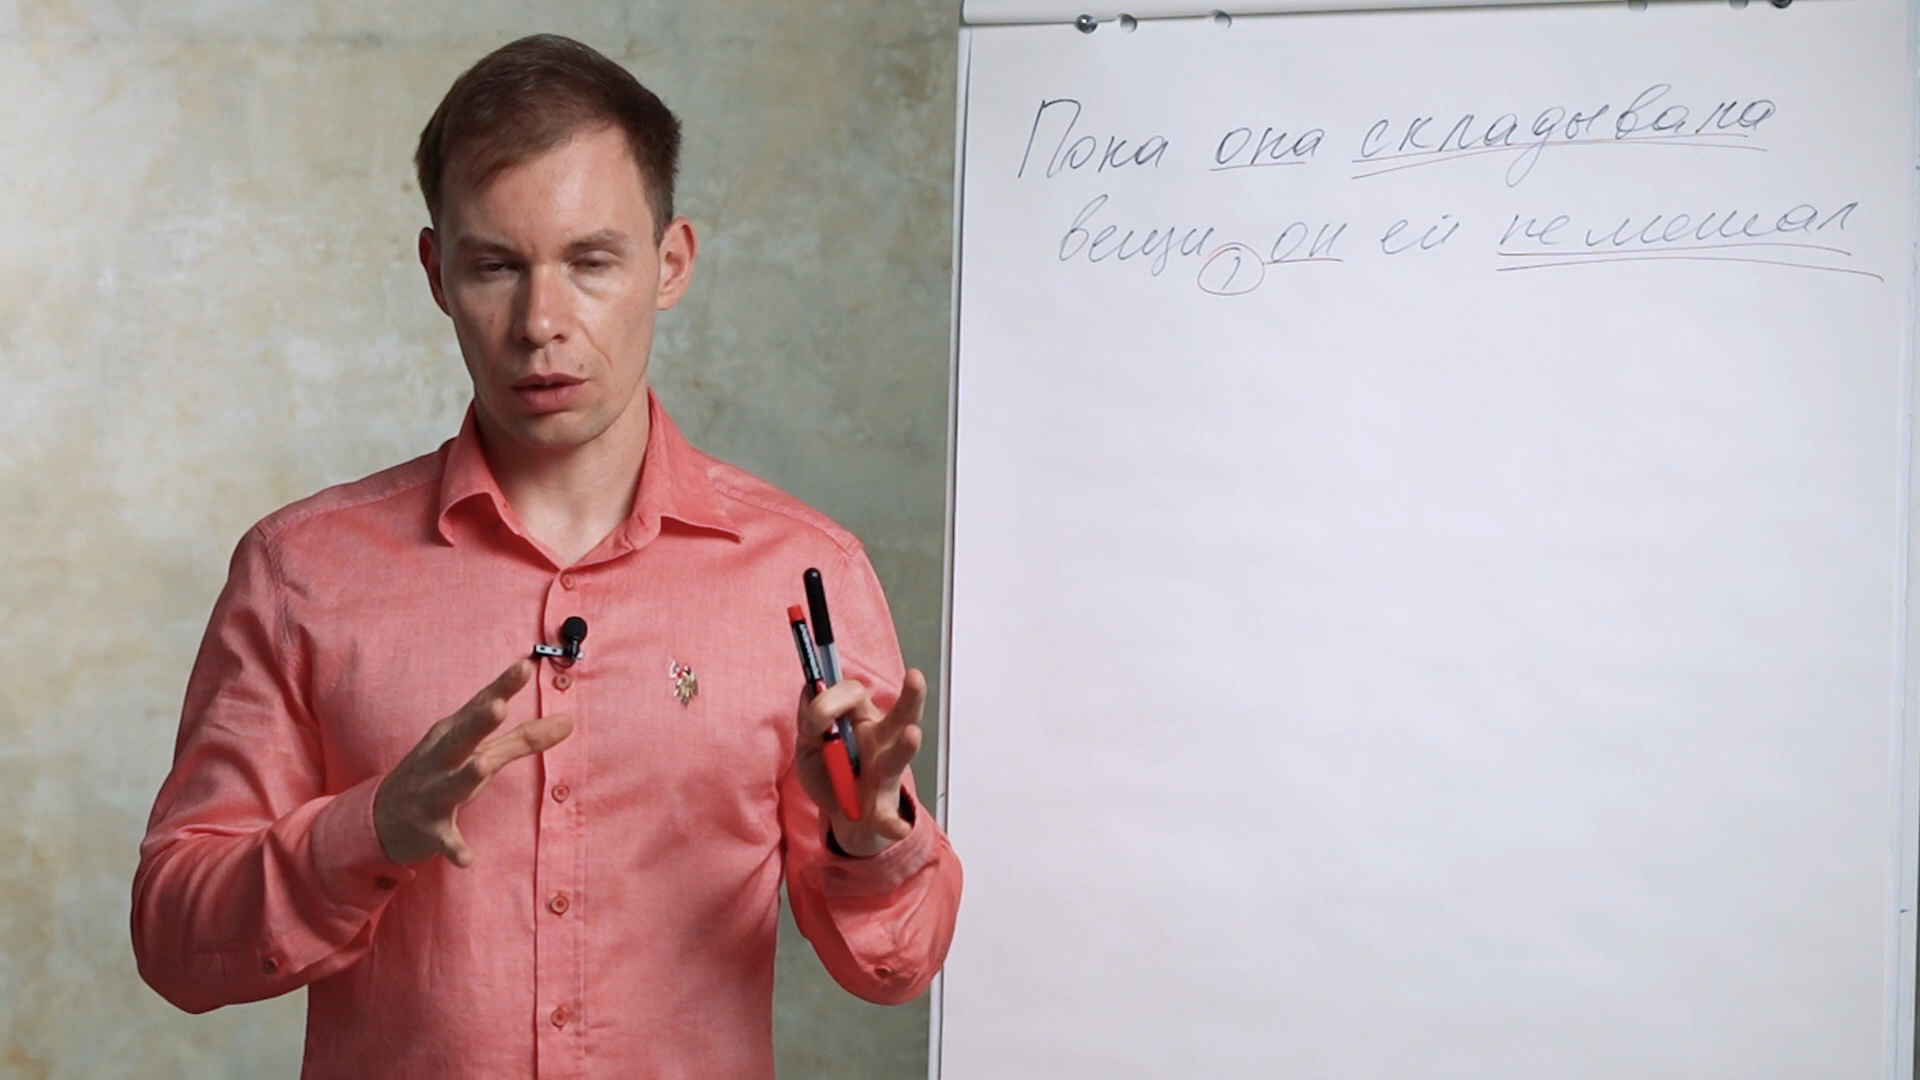 Пока она складывала
вещи, он ей не мешал